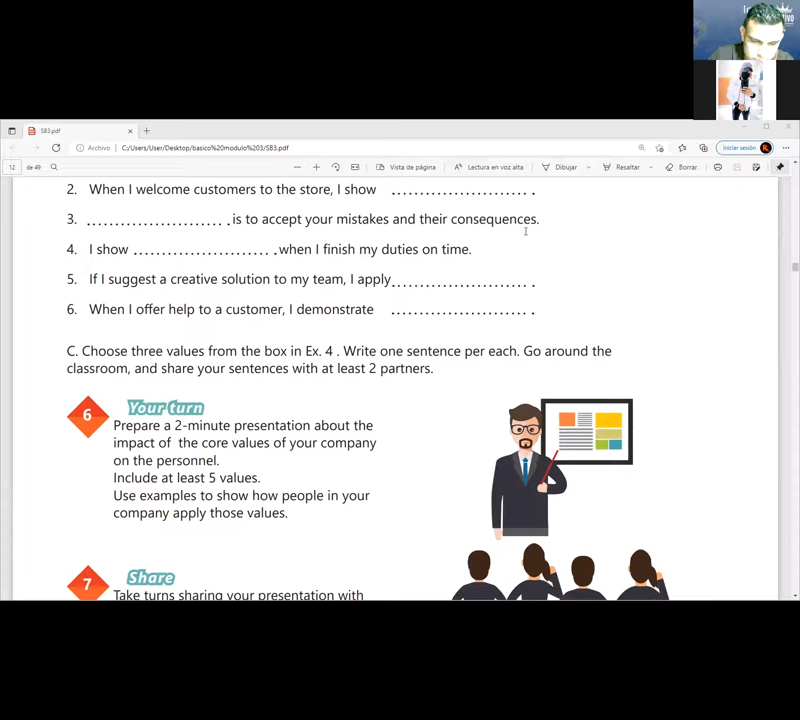 S83.pdf
Archivo
C:/Users/User/Desktop/basico%20modulo%203/S83.pdf
Iniciar sesión
12
de 49
Vista de página
Lectura en voz alta
Dibujar
Resaltar
Borrar
2. When I welcome customers to the store, I show .......................... .
3. .......................... .is to accept your mistakes and their consequences.
4. I show .......................... .when I finish my duties on time.
5. If I suggest a creative solution to my team, I apply.......................... .
6. When I offer help to a customer, I demonstrate .......................... .
C. Choose three values from the box in Ex. 4 . Write one sentence per each. Go around the
classroom, and share your sentences with at least 2 partners.
6
Your turn
Prepare a 2-minute presentation about the
impact of the core values of your company
on the personnel.
Include at least 5 values.
Use examples to show how people in your
company apply those values.
7
Share
Take turns sharing your presentation with